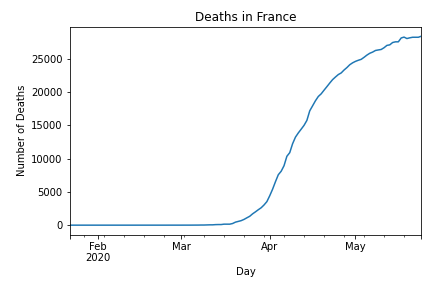 Deaths in France
Number of Deaths
25000
20000
15000
10000
5000
0
Feb
2020
Mar
Apr
May
Day